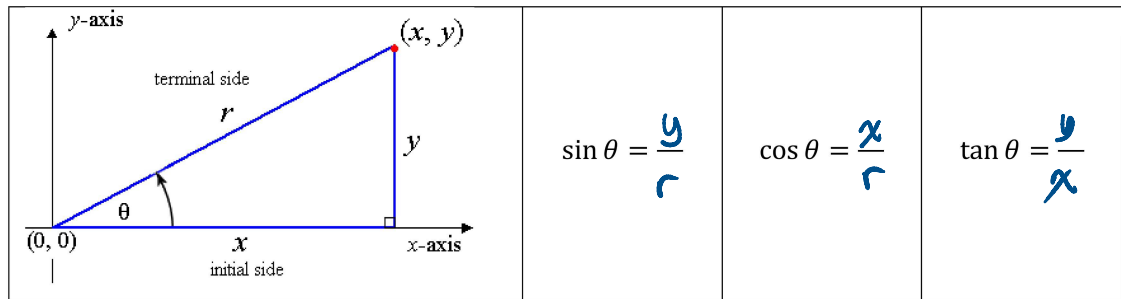 y-axis
(x, y)
terminal side
r
y
θ
(0, 0)
x
x-axis
initial side
sin θ = y/r
cos θ = x/r
tan θ = y/x